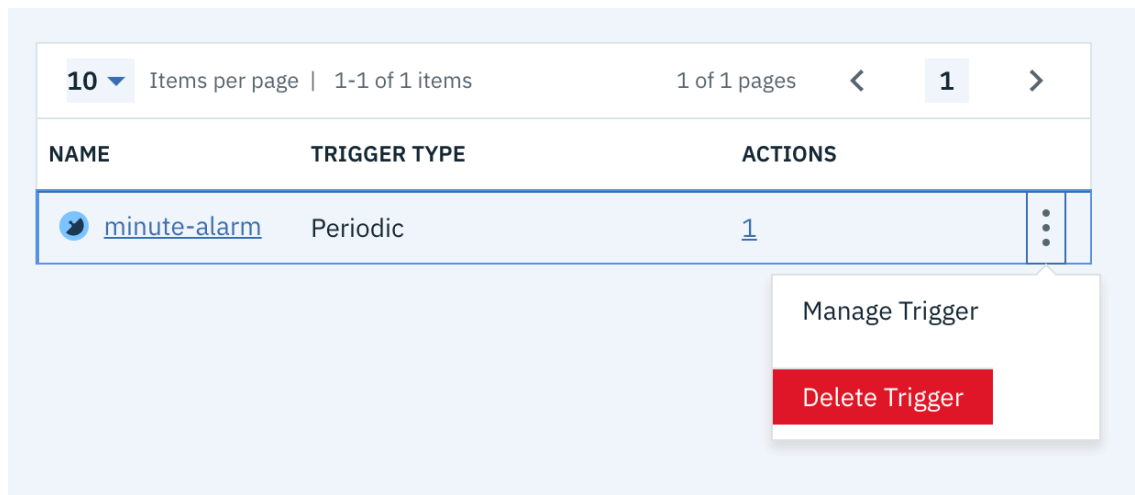 10 Items per page | 1-1 of 1 items 1 of 1 pages 1
NAME TRIGGER TYPE ACTIONS
minute-alarm Periodic 1
Manage Trigger
Delete Trigger